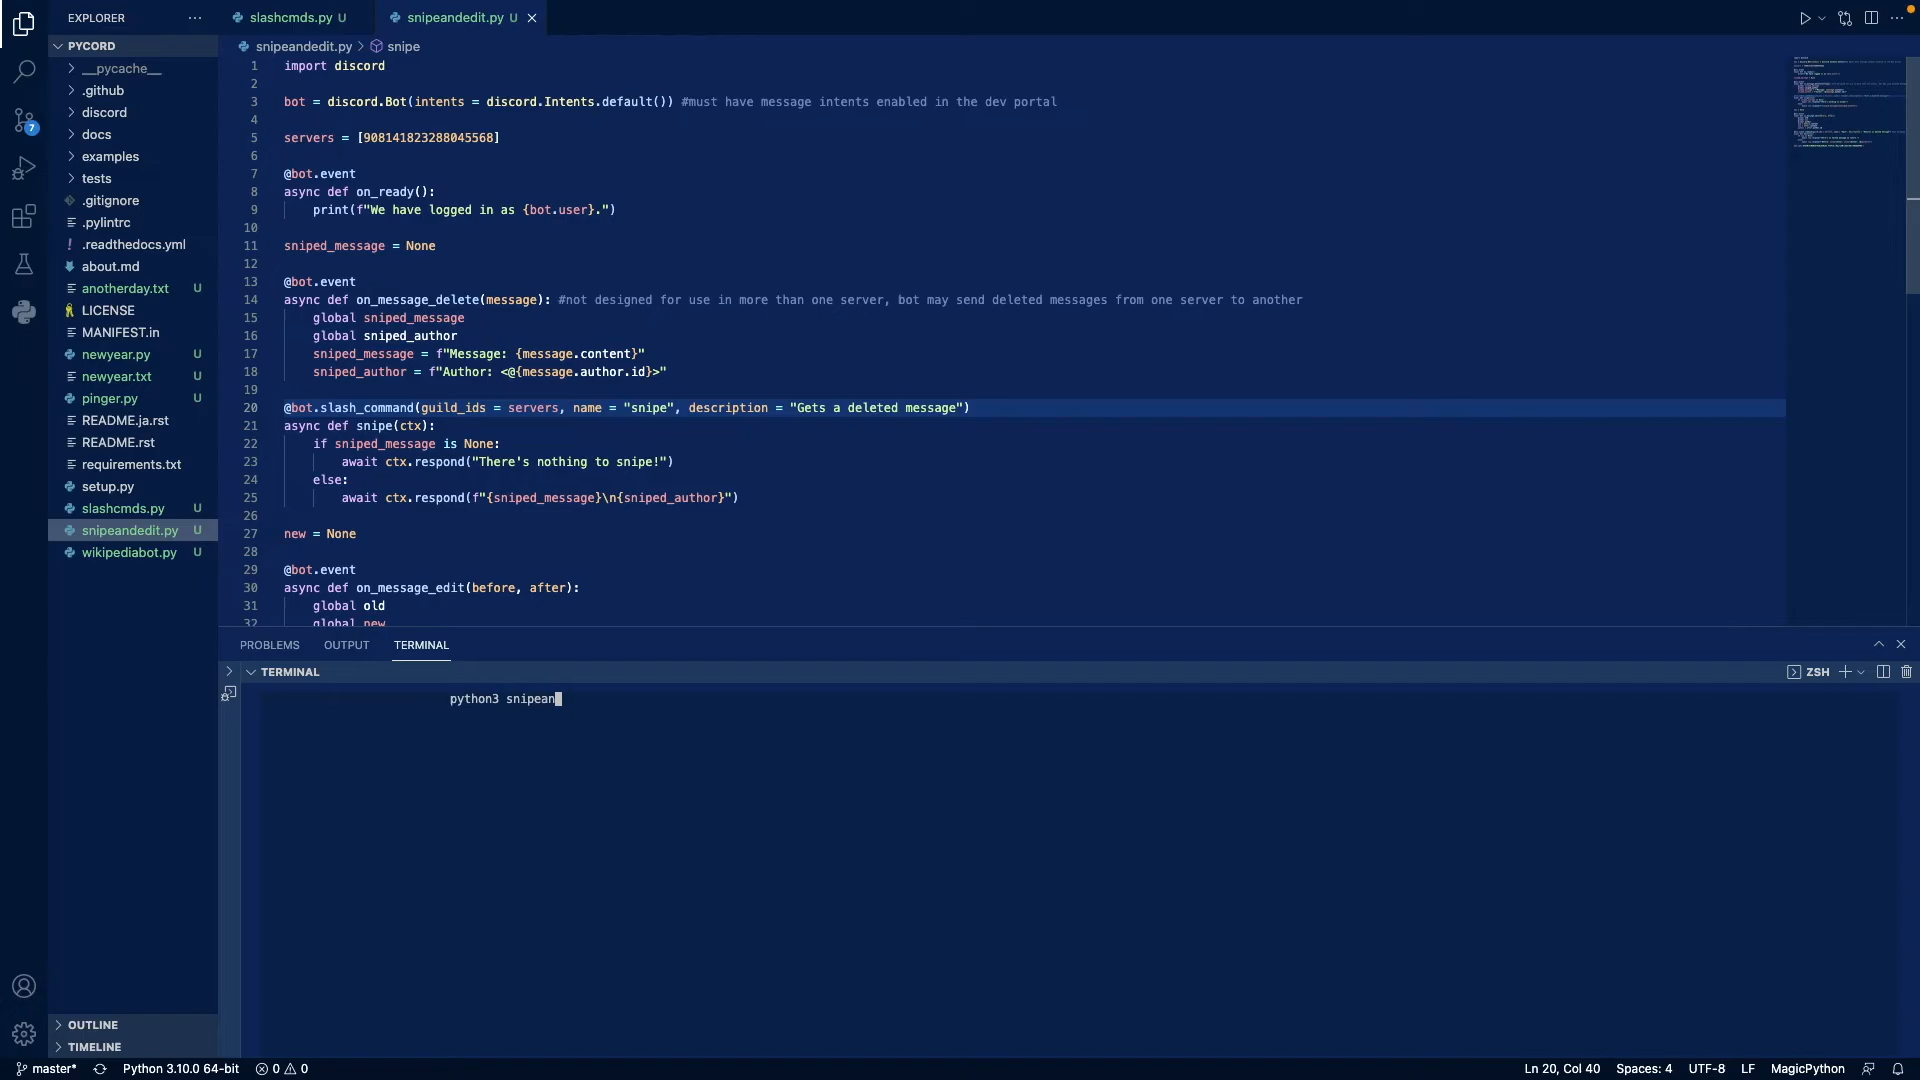 EXPLORER
PYCORD
__pycache__
.github
discord
docs
examples
tests
.gitignore
.pylintrc
.readthedocs.yml
about.md
anotherday.txt U
LICENSE
MANIFEST.in
newyear.py U
newyear.txt U
pinger.py U
README.ja.rst
README.rst
requirements.txt
setup.py
slashcmds.py U
snipeandedit.py U
wikipediabot.py U
OUTLINE
TIMELINE
7
slashcmds.py U
snipeandedit.py U
snipeandedit.py > snipe
1 import discord
2
3 bot = discord.Bot(intents = discord.Intents.default()) #must have message intents enabled in the dev portal
4
5 servers = [908141823288045568]
6
7 @bot.event
8 async def on_ready():
9 print(f"We have logged in as {bot.user}.")
10
11 sniped_message = None
12
13 @bot.event
14 async def on_message_delete(message): #not designed for use in more than one server, bot may send deleted messages from one server to another
15 global sniped_message
16 global sniped_author
17 sniped_message = f"Message: {message.content}"
18 sniped_author = f"Author: <@{message.author.id}>"
19
20 @bot.slash_command(guild_ids = servers, name = "snipe", description = "Gets a deleted message")
21 async def snipe(ctx):
22 if sniped_message is None:
23 await ctx.respond("There's nothing to snipe!")
24 else:
25 await ctx.respond(f"{sniped_message}\n{sniped_author}")
26
27 new = None
28
29 @bot.event
30 async def on_message_edit(before, after):
31 global old
32 global new
PROBLEMS OUTPUT TERMINAL
TERMINAL
ZSH
python3 snipean
master* Python 3.10.0 64-bit 0 0
Ln 20, Col 40 Spaces: 4 UTF-8 LF MagicPython